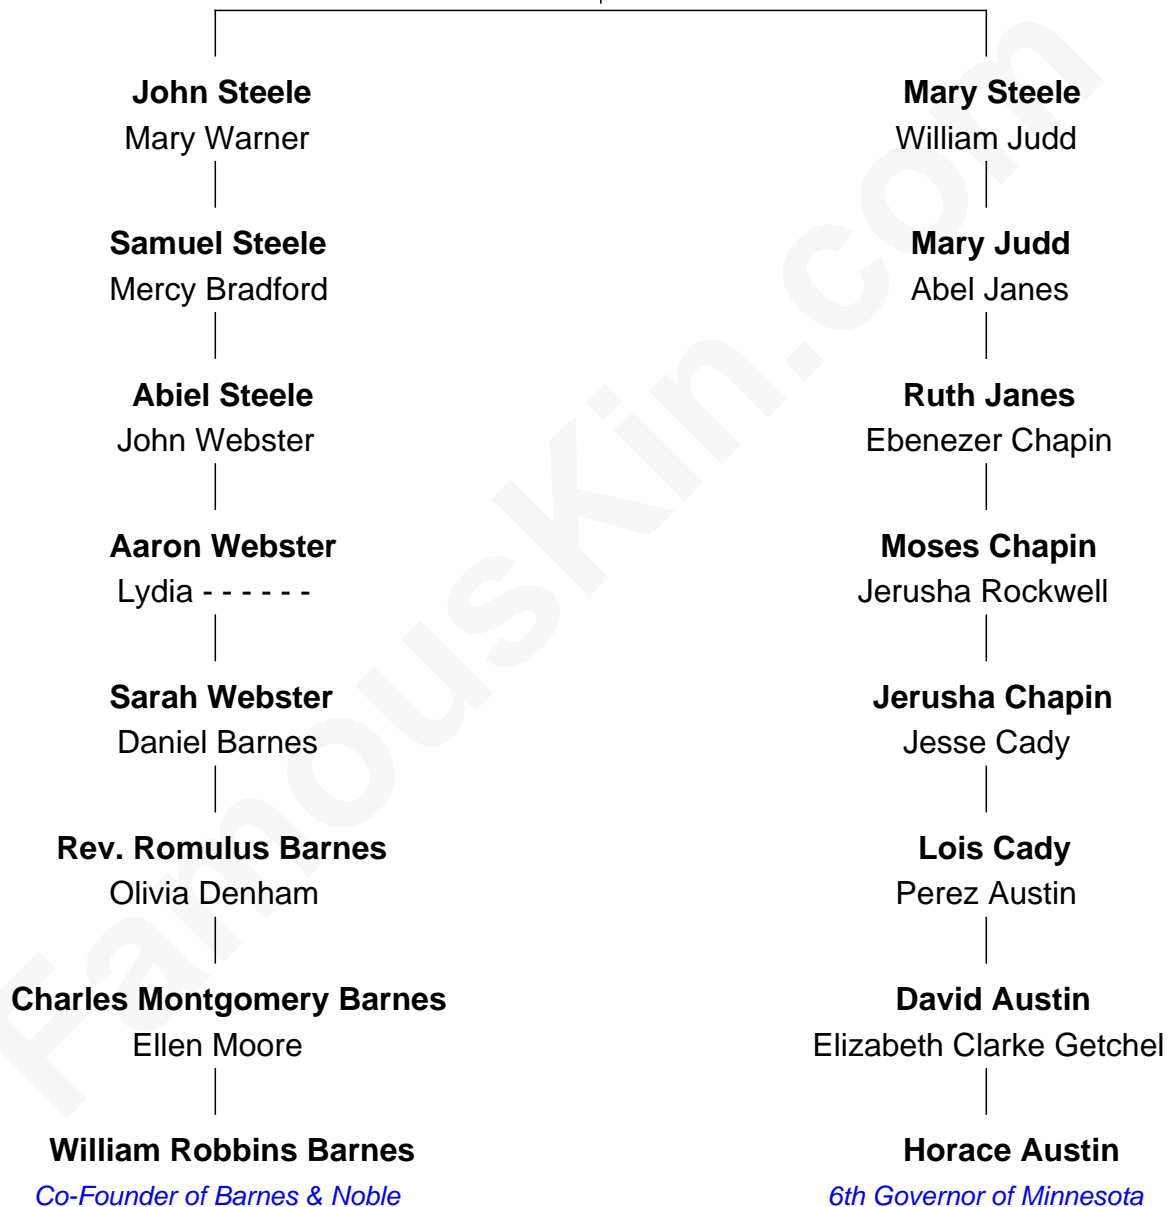 John Steele
Mary Warner
Samuel Steele
Mercy Bradford
Abiel Steele
John Webster
Aaron Webster
Lydia - - - - - -
Sarah Webster
Daniel Barnes
Rev. Romulus Barnes
Olivia Denham
Charles Montgomery Barnes
Ellen Moore
William Robbins Barnes
Co-Founder of Barnes & Noble
Mary Steele
William Judd
Mary Judd
Abel Janes
Ruth Janes
Ebenezer Chapin
Moses Chapin
Jerusha Rockwell
Jerusha Chapin
Jesse Cady
Lois Cady
Perez Austin
David Austin
Elizabeth Clarke Getchel
Horace Austin
6th Governor of Minnesota
FamousKin.com